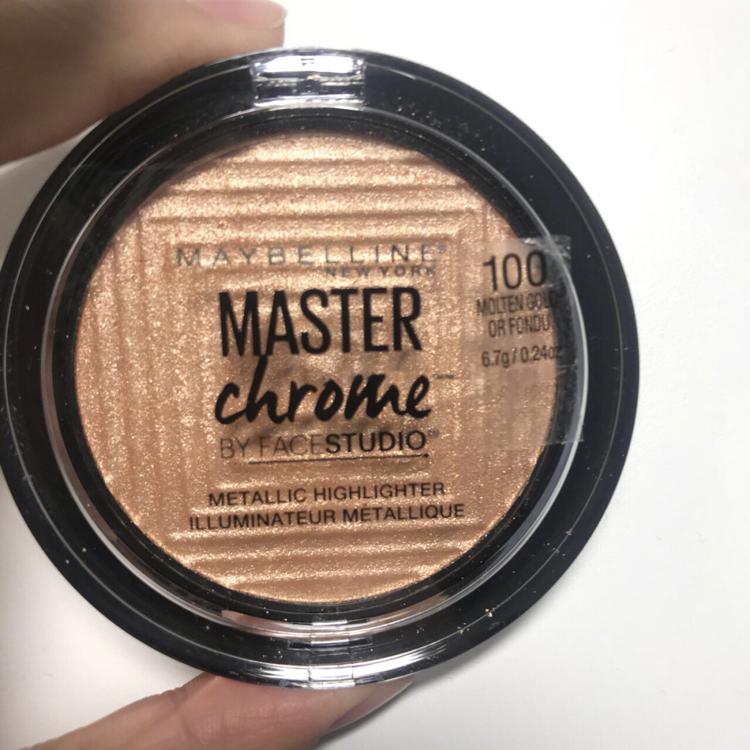 MAYBELLINE®
NEW YORK
MASTER
chrome™
BY FACESTUDIO®
METALLIC HIGHLIGHTER
ILLUMINATEUR MÉTALLIQUE
100
MOLTEN GOLD
OR FONDU
6.7g/0.24oz